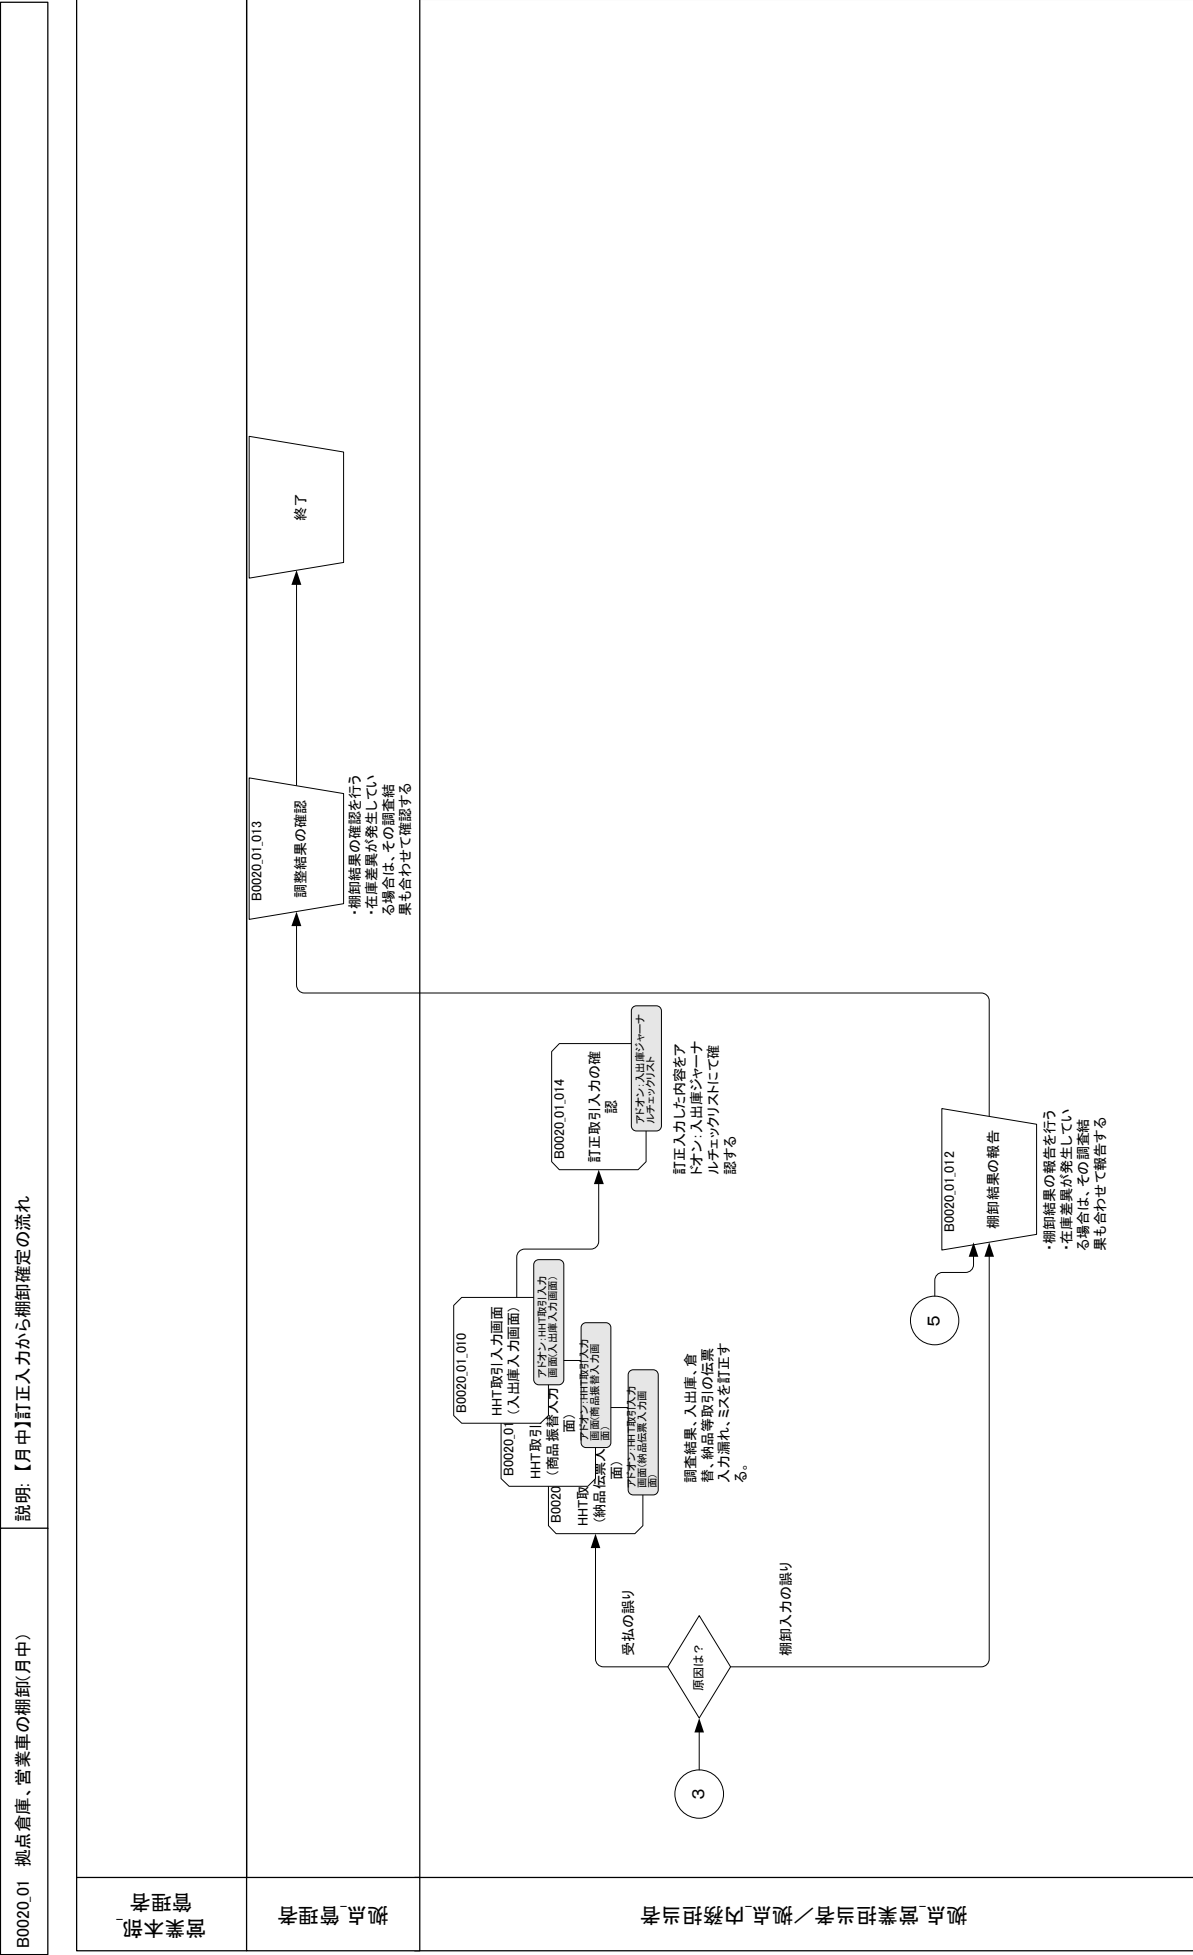 B0020_01　拠点倉庫、営業車の棚卸(月中)
説明:【月中】訂正入力から棚卸確定の流れ
営業本部_
管理者
拠点_管理者
拠点_営業担当者／拠点_内務担当者
B0020_01_013
調整結果の確認
・棚卸結果の確認を行う
・在庫差異が発生してい
る場合は、その調査結
果も合わせて確認する
終了
3
原因は？
受払の誤り
棚卸入力の誤り
B0020_01_010
HHT取引入力画面
(入出庫入力画面)
アドオン:HHT取引入力
画面(入出庫入力画面)
B0020_01
HHT取引
(商品振替入力
面)
アドオン:HHT取引入力
画面(商品振替入力画
面)
B0020
HHT取
(納品伝票入
面)
アドオン:HHT取引入力
画面(納品伝票入力画
面)
調査結果、入出庫、倉
替、納品等取引の伝票
入力漏れ、ミスを訂正す
る。
B0020_01_014
訂正取引入力の確
認
アドオン:入出庫ジャーナ
ルチェックリスト
訂正入力した内容をア
ドオン:入出庫ジャーナ
ルチェックリストにて確
認する
5
B0020_01_012
棚卸結果の報告
・棚卸結果の報告を行う
・在庫差異が発生してい
る場合は、その調査結
果も合わせて報告する